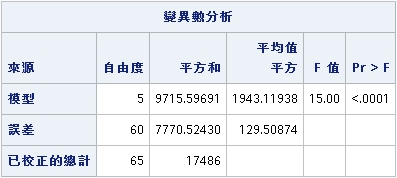 變異數分析
來源 自由度 平方和 平均值平方 F 值 Pr > F
模型 5 9715.59691 1943.11938 15.00 <.0001
誤差 60 7770.52430 129.50874
已校正的總計 65 17486